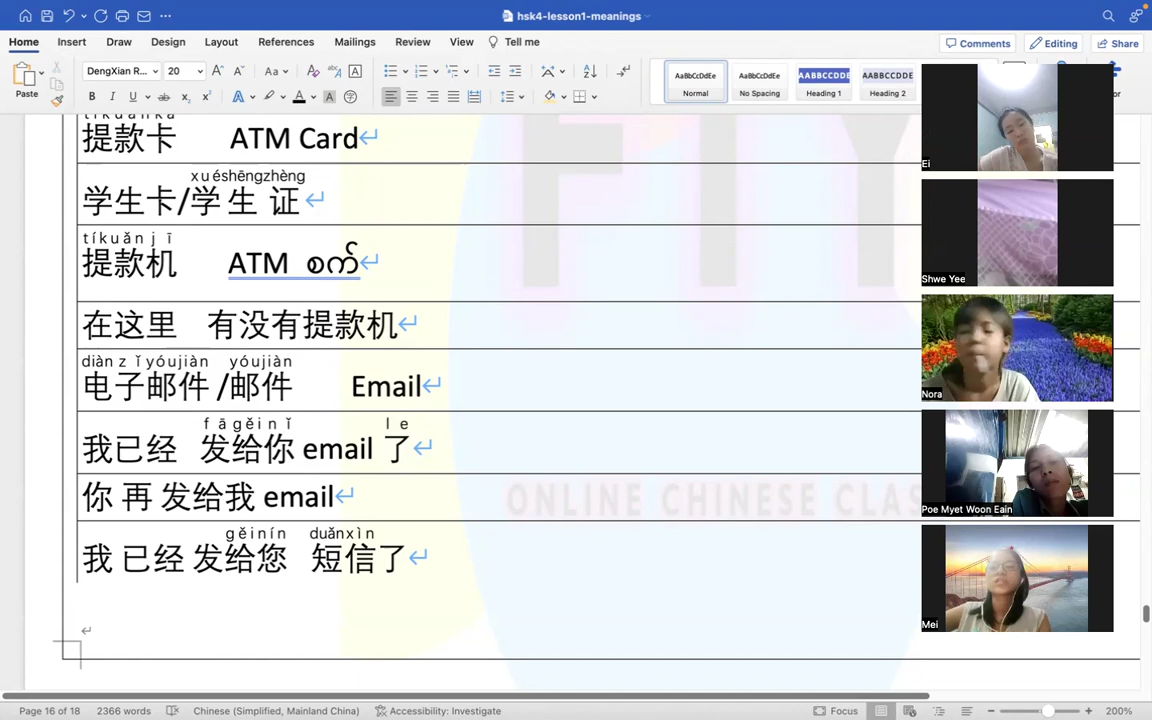 hsk4-lesson1-meanings
Home Insert Draw Design Layout References Mailings Review View Tell me
Comments Editing Share
Paste
DengXian R... 20
AaBbCcDdEe AaBbCcDdEe AABBCCDDE AABBCCDDE
Normal No Spacing Heading 1 Heading 2
提款卡 ATM Card
xuéshēngzhèng
学生卡/学生证
tíkuǎnjī
提款机 ATM စက်
在这里 有没有提款机
diànzǐyóujiàn yóujiàn
电子邮件/邮件 Email
fāgěinǐ le
我已经 发给你 email 了
你 再 发给我 email
gěinín duǎnxìn
我 已经 发给您 短信了
FTY
ONLINE CHINESE CLAS
Ei
Shwe Yee
Nora
Poe Myet Woon Eain
Mei
Page 16 of 18 2366 words Chinese (Simplified, Mainland China) Accessibility: Investigate Focus 200%